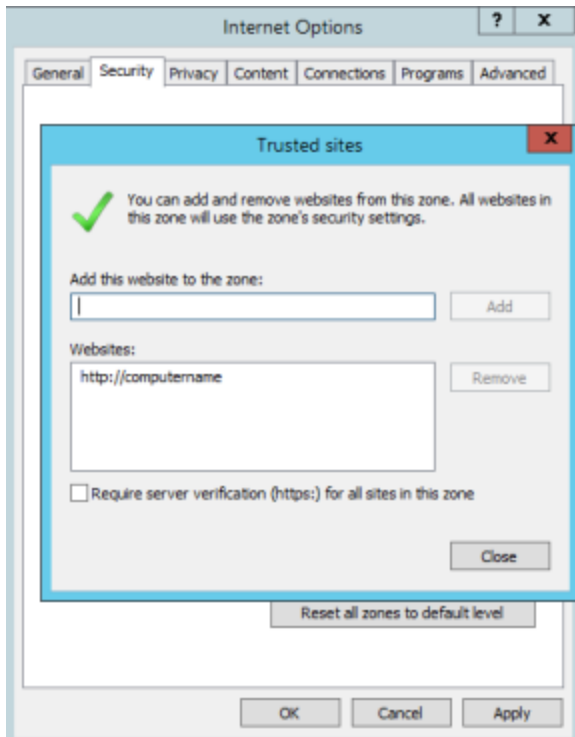 Internet Options
? x
General Security Privacy Content Connections Programs Advanced
Trusted sites
x
You can add and remove websites from this zone. All websites in
this zone will use the zone's security settings.
Add this website to the zone:
Add
Websites:
http://computername
Remove
Require server verification (https:) for all sites in this zone
Close
Reset all zones to default level
OK Cancel Apply